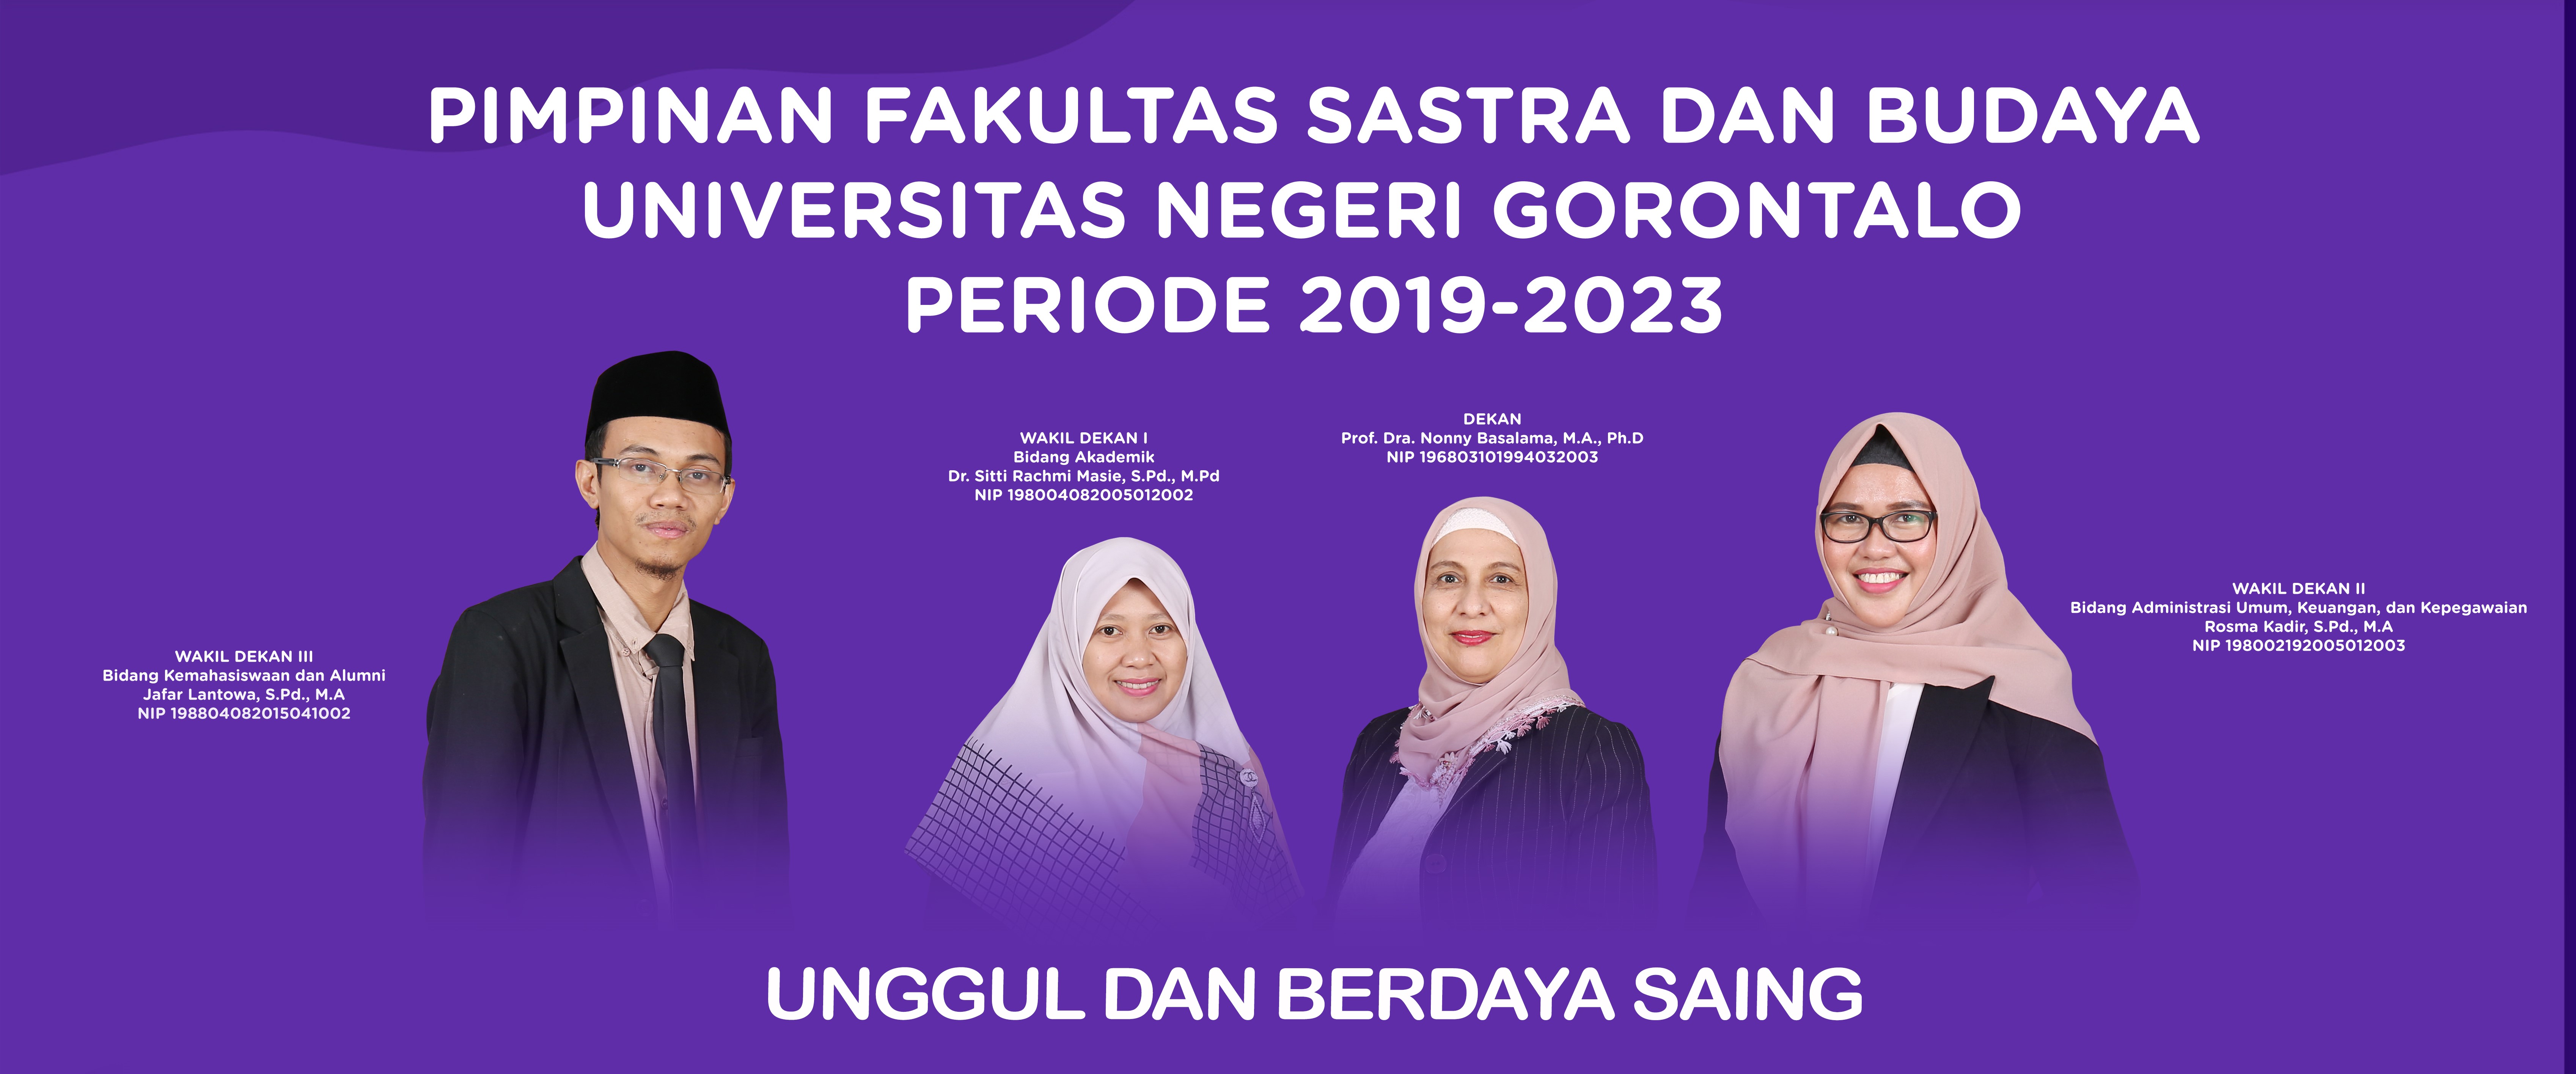 PIMPINAN FAKULTAS SASTRA DAN BUDAYA
UNIVERSITAS NEGERI GORONTALO
PERIODE 2019-2023
WAKIL DEKAN III
Bidang Kemahasiswaan dan Alumni
Jafar Lantowa, S.Pd., M.A
NIP 198804082015041002
WAKIL DEKAN I
Bidang Akademik
Dr. Sitti Rachmi Masie, S.Pd., M.Pd
NIP 198004082005012002
DEKAN
Prof. Dra. Nonny Basalama, M.A., Ph.D
NIP 196803101994032003
WAKIL DEKAN II
Bidang Administrasi Umum, Keuangan, dan Kepegawaian
Rosma Kadir, S.Pd., M.A
NIP 198002192005012003
UNGGUL DAN BERDAYA SAING